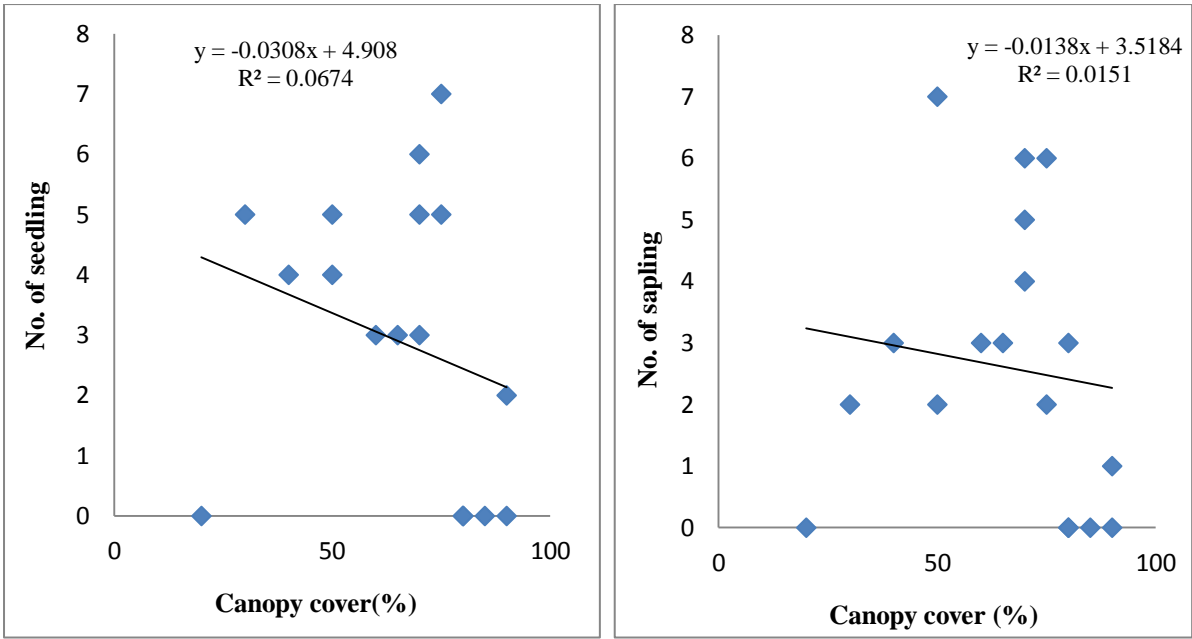 y = -0.0308x + 4.908
R² = 0.0674
8
7
6
5
4
3
2
1
0
No. of seedling
0 50 100
Canopy cover(%)
y = -0.0138x + 3.5184
R² = 0.0151
8
7
6
5
4
3
2
1
0
No. of sapling
0 50 100
Canopy cover (%)